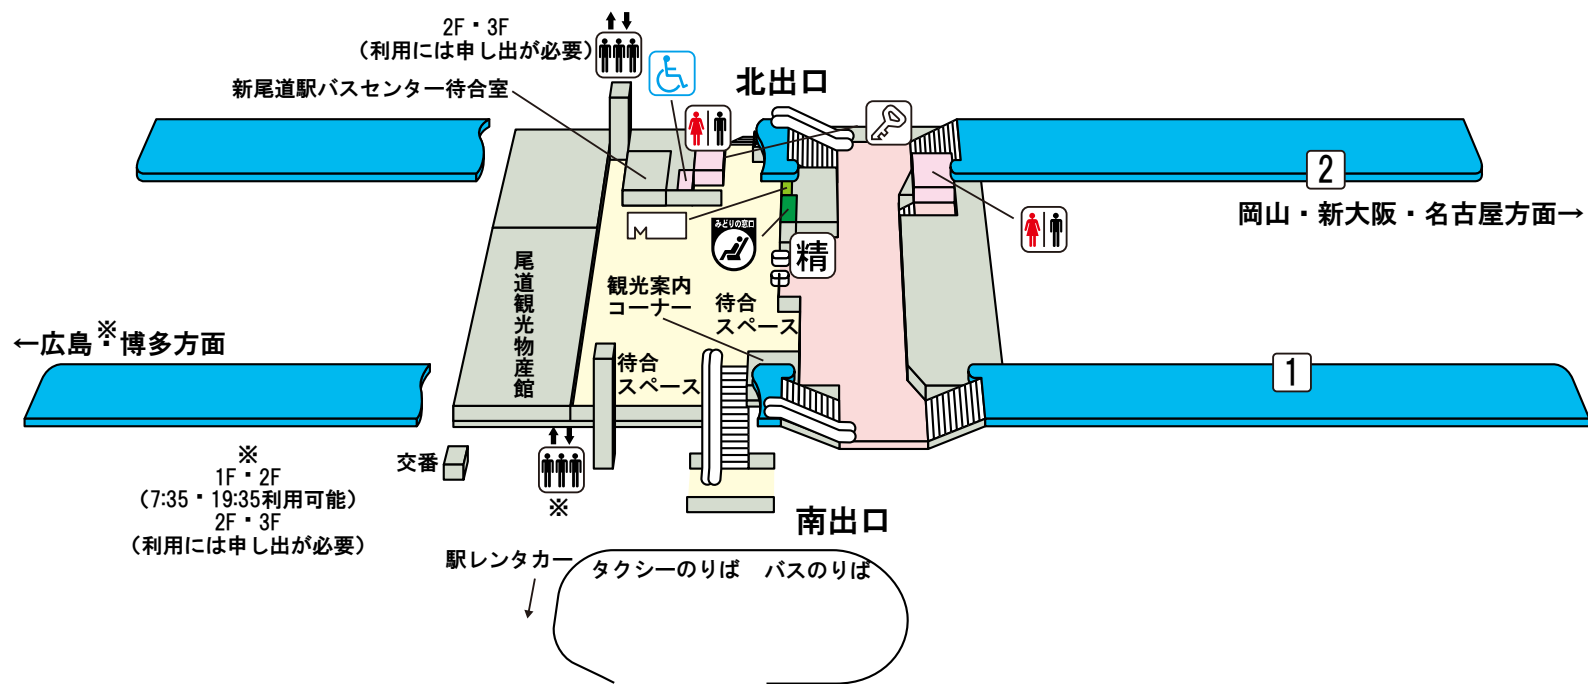 2F・3F
(利用には申し出が必要)
新尾道駅バスセンター待合室
北出口
2
岡山・新大阪・名古屋方面→
みどりの窓口
M
精
尾道観光物産館
観光案内
コーナー
待合
スペース
待合
スペース
←広島・博多方面
※
1
交番
※
1F・2F
(7:35・19:35利用可能)
2F・3F
(利用には申し出が必要)
※
南出口
駅レンタカー
タクシーのりば
バスのりば